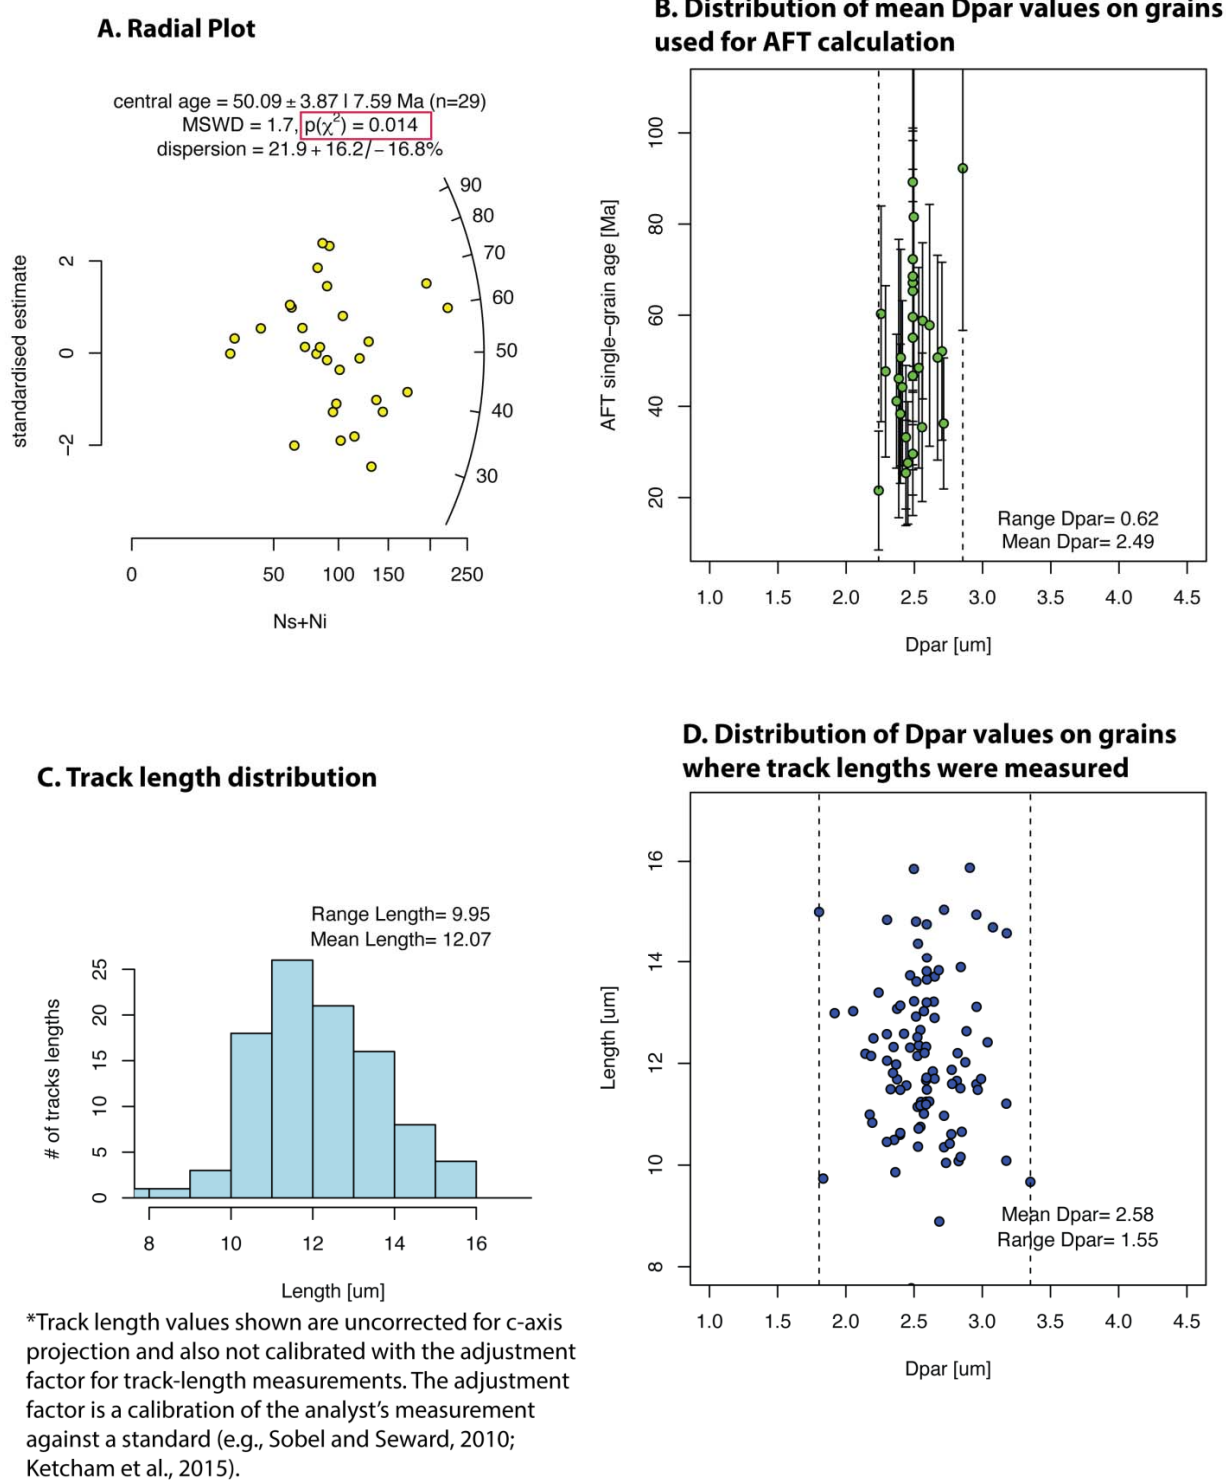 A. Radial Plot
central age = 50.09 ± 3.87 | 7.59 Ma (n=29)
MSWD = 1.7, p(χ²) = 0.014
dispersion = 21.9 + 16.2/− 16.8%
90
80
70
60
50
40
30
standardised estimate
2
0
−2
0
50
100
150
250
Ns+Ni
B. Distribution of mean Dpar values on grains
used for AFT calculation
AFT single−grain age [Ma]
100
80
60
40
20
Range Dpar= 0.62
Mean Dpar= 2.49
1.0
1.5
2.0
2.5
3.0
3.5
4.0
4.5
Dpar [um]
C. Track length distribution
Range Length= 9.95
Mean Length= 12.07
# of tracks lengths
25
20
15
10
5
0
8
10
12
14
16
Length [um]
*Track length values shown are uncorrected for c-axis
projection and also not calibrated with the adjustment
factor for track-length measurements. The adjustment
factor is a calibration of the analyst’s measurement
against a standard (e.g., Sobel and Seward, 2010;
Ketcham et al., 2015).
D. Distribution of Dpar values on grains
where track lengths were measured
Length [um]
16
14
12
10
8
Mean Dpar= 2.58
Range Dpar= 1.55
1.0
1.5
2.0
2.5
3.0
3.5
4.0
4.5
Dpar [um]